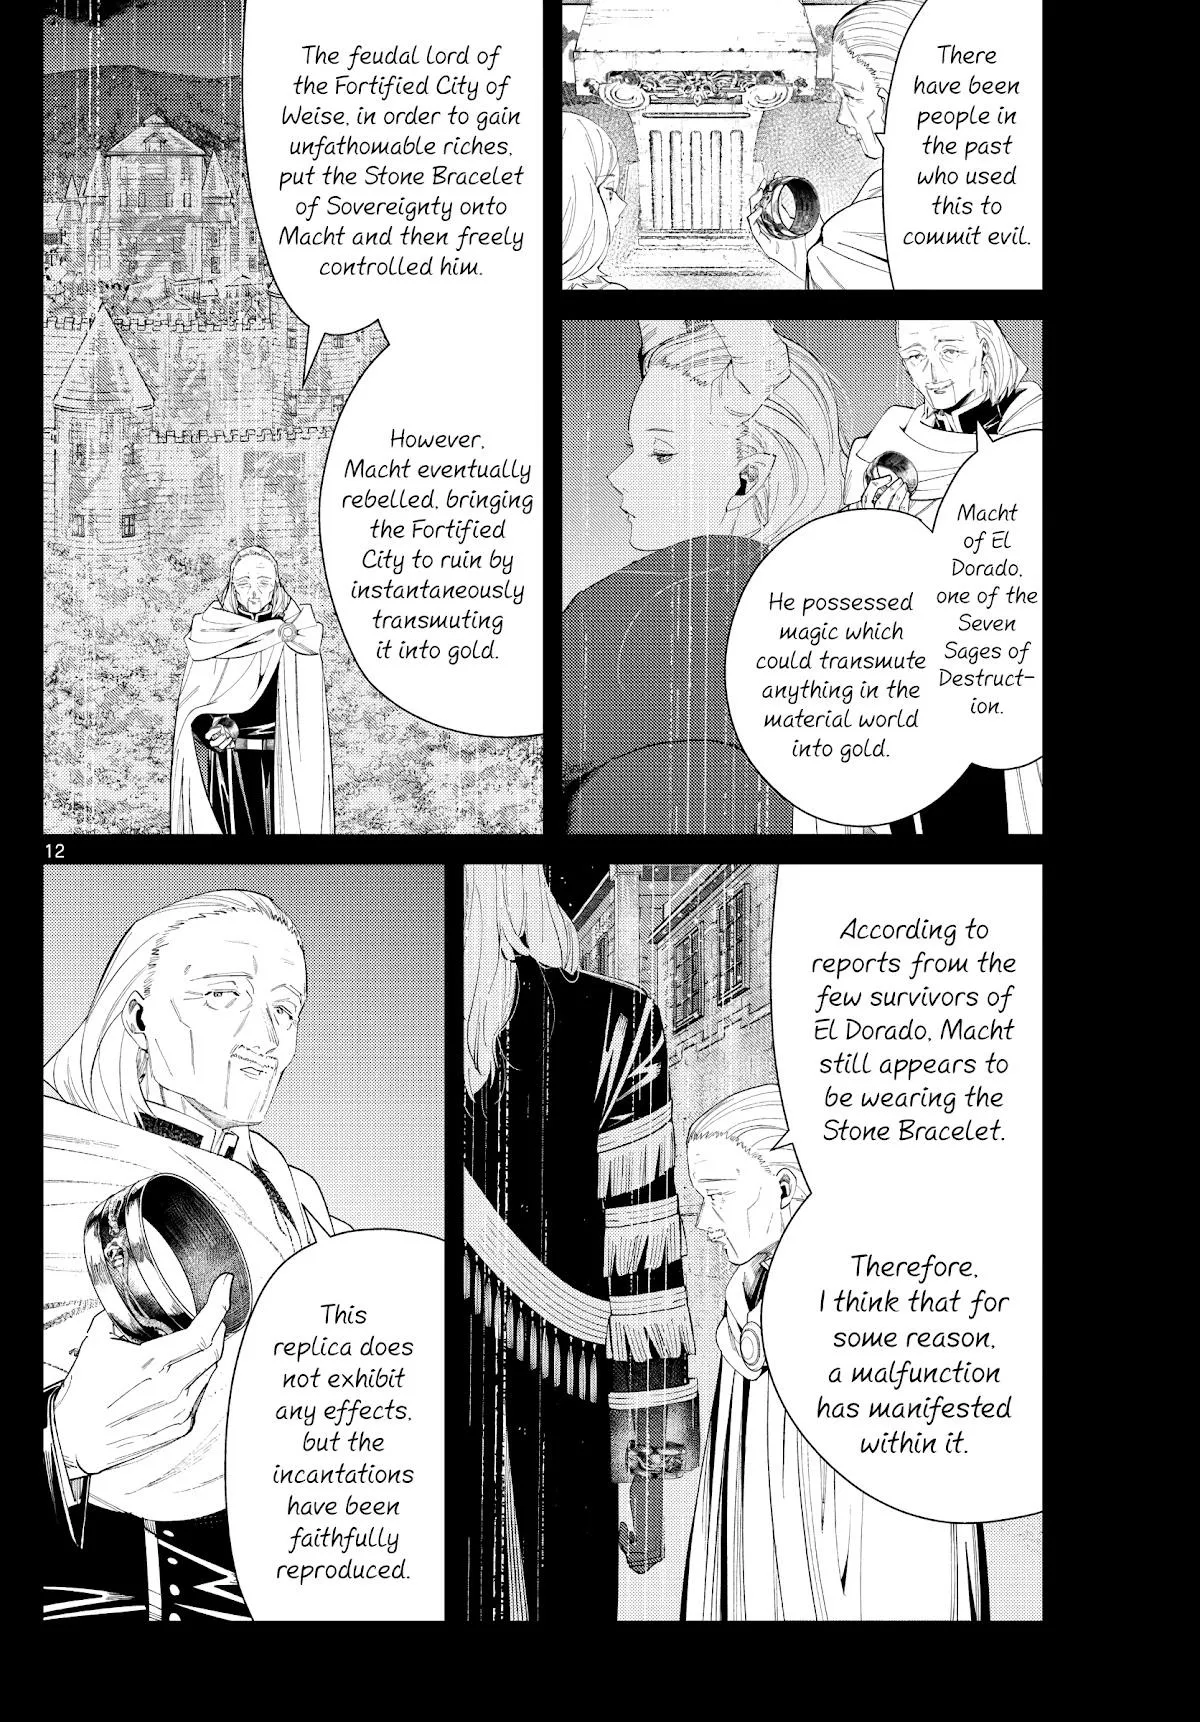 There
have been
people in
the past
who used
this to
commit evil.
Macht
of El
Dorado,
one of the
Seven
Sages of
Destruct-
ion.
He possessed
magic which
could transmute
anything in the
material world
into gold.
The feudal lord of
the Fortified City of
Weise, in order to gain
unfathomable riches,
put the Stone Bracelet
of Sovereignty onto
Macht and then freely
controlled him.
However,
Macht eventually
rebelled, bringing
the Fortified
City to ruin by
instantaneously
transmuting
it into gold.
12
According to
reports from the
few survivors of
El Dorado, Macht
still appears to
be wearing the
Stone Bracelet.
Therefore,
I think that for
some reason,
a malfunction
has manifested
within it.
This
replica does
not exhibit
any effects,
but the
incantations
have been
faithfully
reproduced.